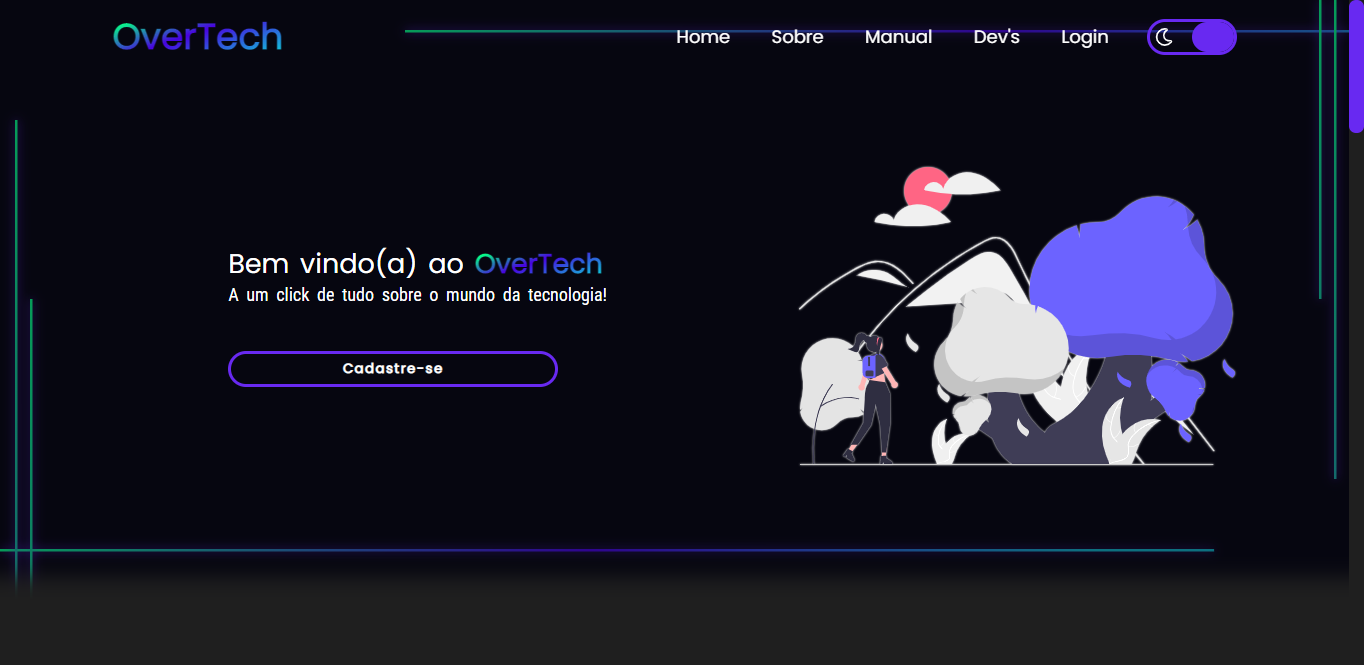 OverTech
Home Sobre Manual Dev's Login
Bem vindo(a) ao OverTech
A um click de tudo sobre o mundo da tecnologia!
Cadastre-se